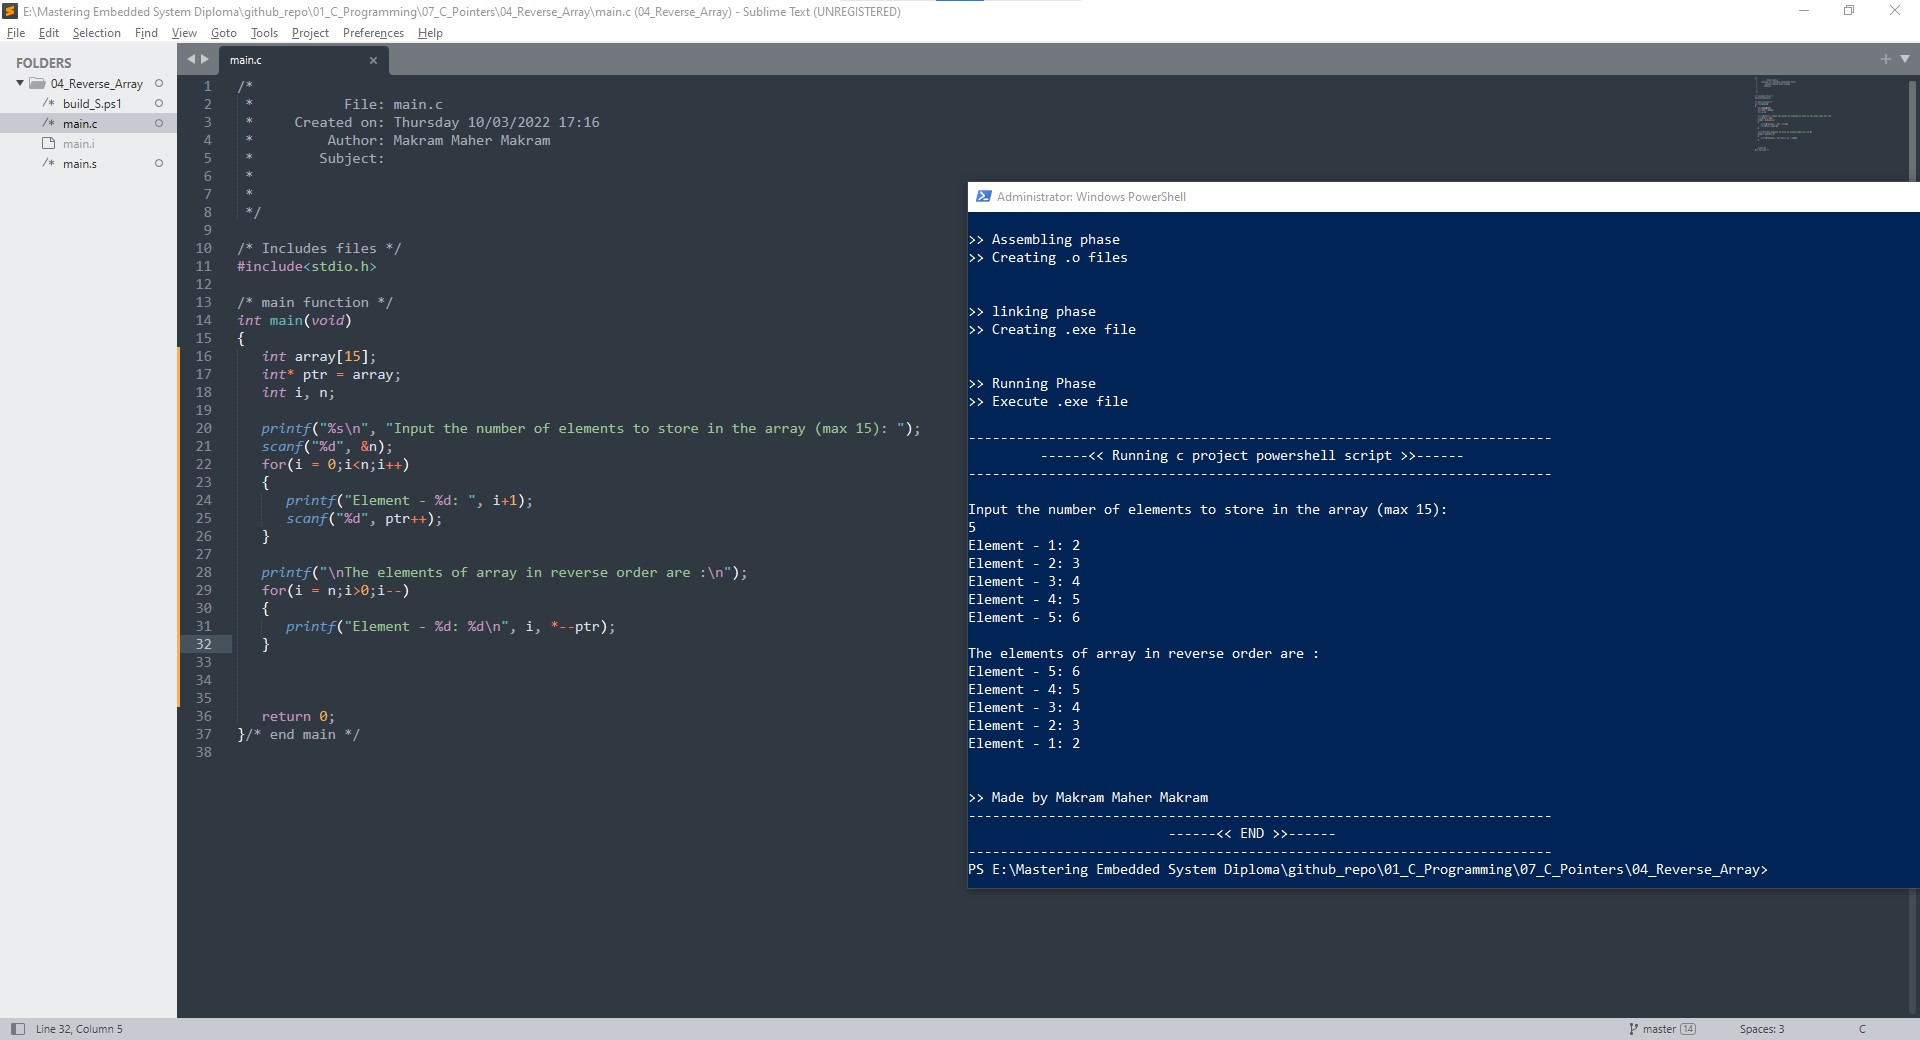 E:\Mastering Embedded System Diploma\github_repo\01_C_Programming\07_C_Pointers\04_Reverse_Array\main.c (04_Reverse_Array) - Sublime Text (UNREGISTERED)
File Edit Selection Find View Goto Tools Project Preferences Help
FOLDERS
04_Reverse_Array
/* build_S.ps1
/* main.c
main.i
/* main.s
main.c
1 /*
2  *           File: main.c
3  *     Created on: Thursday 10/03/2022 17:16
4  *         Author: Makram Maher Makram
5  *        Subject:
6  *
7  *
8  */
9
10 /* Includes files */
11 #include<stdio.h>
12
13 /* main function */
14 int main(void)
15 {
16    int array[15];
17    int* ptr = array;
18    int i, n;
19
20    printf("%s\n", "Input the number of elements to store in the array (max 15): ");
21    scanf("%d", &n);
22    for(i = 0;i<n;i++)
23    {
24       printf("Element - %d: ", i+1);
25       scanf("%d", ptr++);
26    }
27
28    printf("\nThe elements of array in reverse order are :\n");
29    for(i = n;i>0;i--)
30    {
31       printf("Element - %d: %d\n", i, *--ptr);
32    }
33
34
35
36    return 0;
37 }/* end main */
38
Administrator: Windows PowerShell
>> Assembling phase
>> Creating .o files
>> linking phase
>> Creating .exe file
>> Running Phase
>> Execute .exe file
-------------------------------------------------------------------------
------<< Running c project powershell script >>------
-------------------------------------------------------------------------
Input the number of elements to store in the array (max 15):
5
Element - 1: 2
Element - 2: 3
Element - 3: 4
Element - 4: 5
Element - 5: 6
The elements of array in reverse order are :
Element - 5: 6
Element - 4: 5
Element - 3: 4
Element - 2: 3
Element - 1: 2
>> Made by Makram Maher Makram
-------------------------------------------------------------------------
------<< END >>------
-------------------------------------------------------------------------
PS E:\Mastering Embedded System Diploma\github_repo\01_C_Programming\07_C_Pointers\04_Reverse_Array>
Line 32, Column 5
master 14
Spaces: 3
C